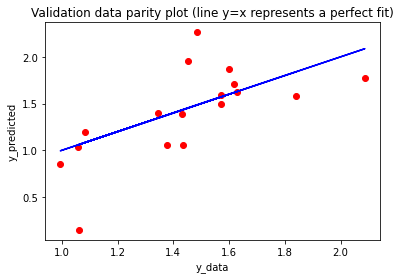 Validation data parity plot (line y=x represents a perfect fit)
2.0
1.5
1.0
0.5
y_predicted
1.0 1.2 1.4 1.6 1.8 2.0
y_data